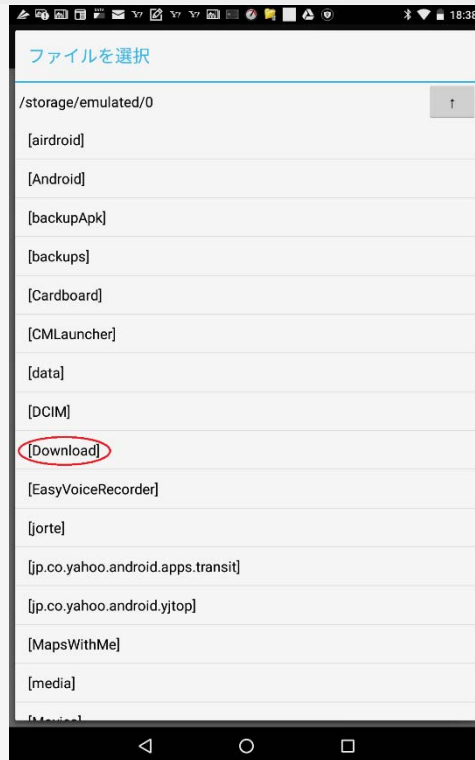 18:38
ファイルを選択
/storage/emulated/0
↑
[airdroid]
[Android]
[backupApk]
[backups]
[Cardboard]
[CMLauncher]
[data]
[DCIM]
[Download]
[EasyVoiceRecorder]
[jorte]
[jp.co.yahoo.android.apps.transit]
[jp.co.yahoo.android.yjtop]
[MapsWithMe]
[media]